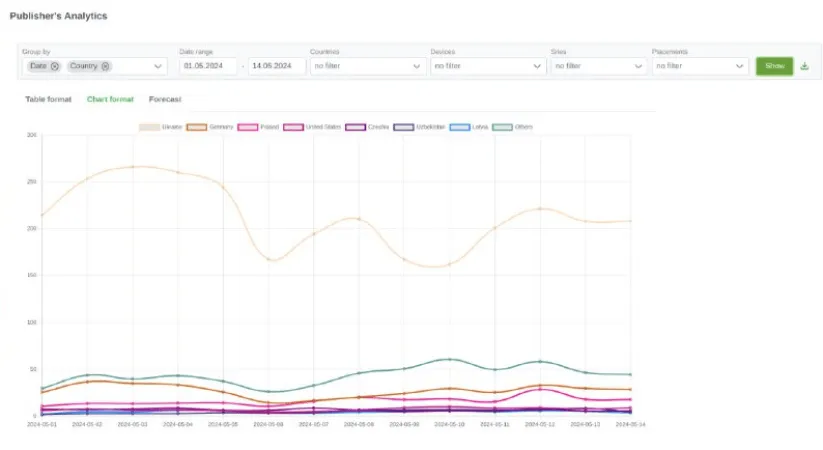 Publisher's Analytics
Group by Date range Countries Devices Sites Placements
Date Country 01.05.2024 - 14.05.2024 no filter no filter no filter no filter Show
Table format Chart format Forecast
Ukraine Germany Poland United States Czechia Uzbekistan Latvia Others
300
250
200
150
100
50
0
2024-05-01 2024-05-02 2024-05-03 2024-05-04 2024-05-05 2024-05-06 2024-05-07 2024-05-08 2024-05-09 2024-05-10 2024-05-11 2024-05-12 2024-05-13 2024-05-14